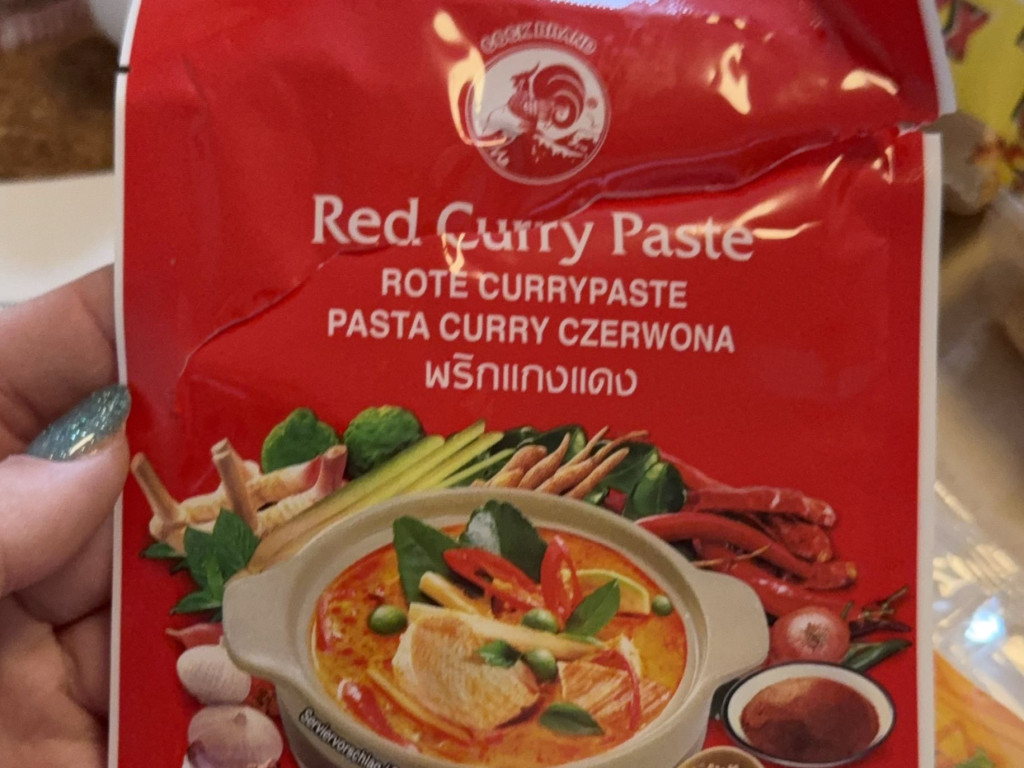 COCK BRAND
Red Curry Paste
ROTE CURRYPASTE
PASTA CURRY CZERWONA
พริกแกงแดง
Serviervorschlag /